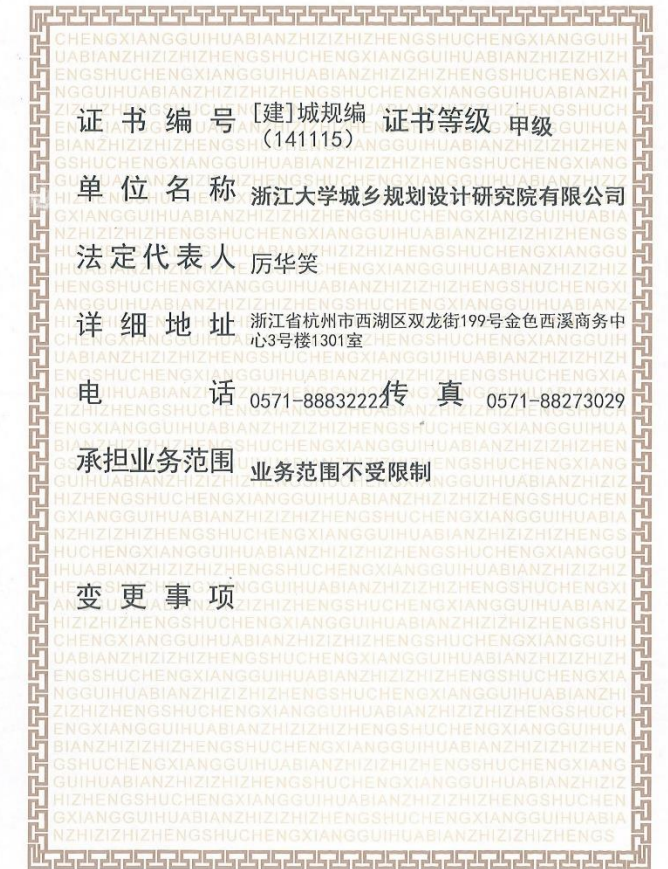 证书编号 [建]城规编 证书等级 甲级
（141115）
单位名称 浙江大学城乡规划设计研究院有限公司
法定代表人 厉华笑
详细地址 浙江省杭州市西湖区双龙街199号金色西溪商务中
心3号楼1301室
电话 0571-88832222 传真 0571-88273029
承担业务范围 业务范围不受限制
变更事项